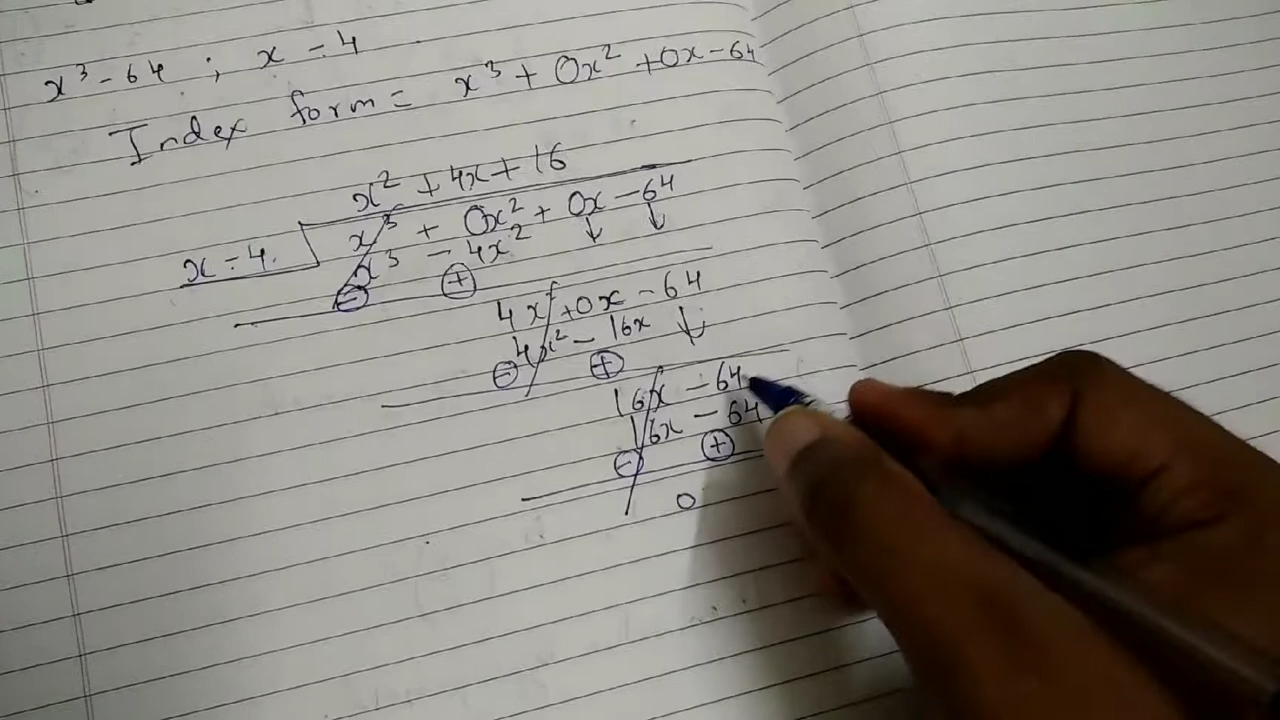 x³ - 64 ; x - 4
Index form = x³ + 0x² + 0x - 64
x² + 4x + 16
x - 4. x³ + 0x² + 0x - 64
x³ - 4x²
- +
4x² + 0x - 64
4x² - 16x
- +
16x - 64
16x - 64
- +
0